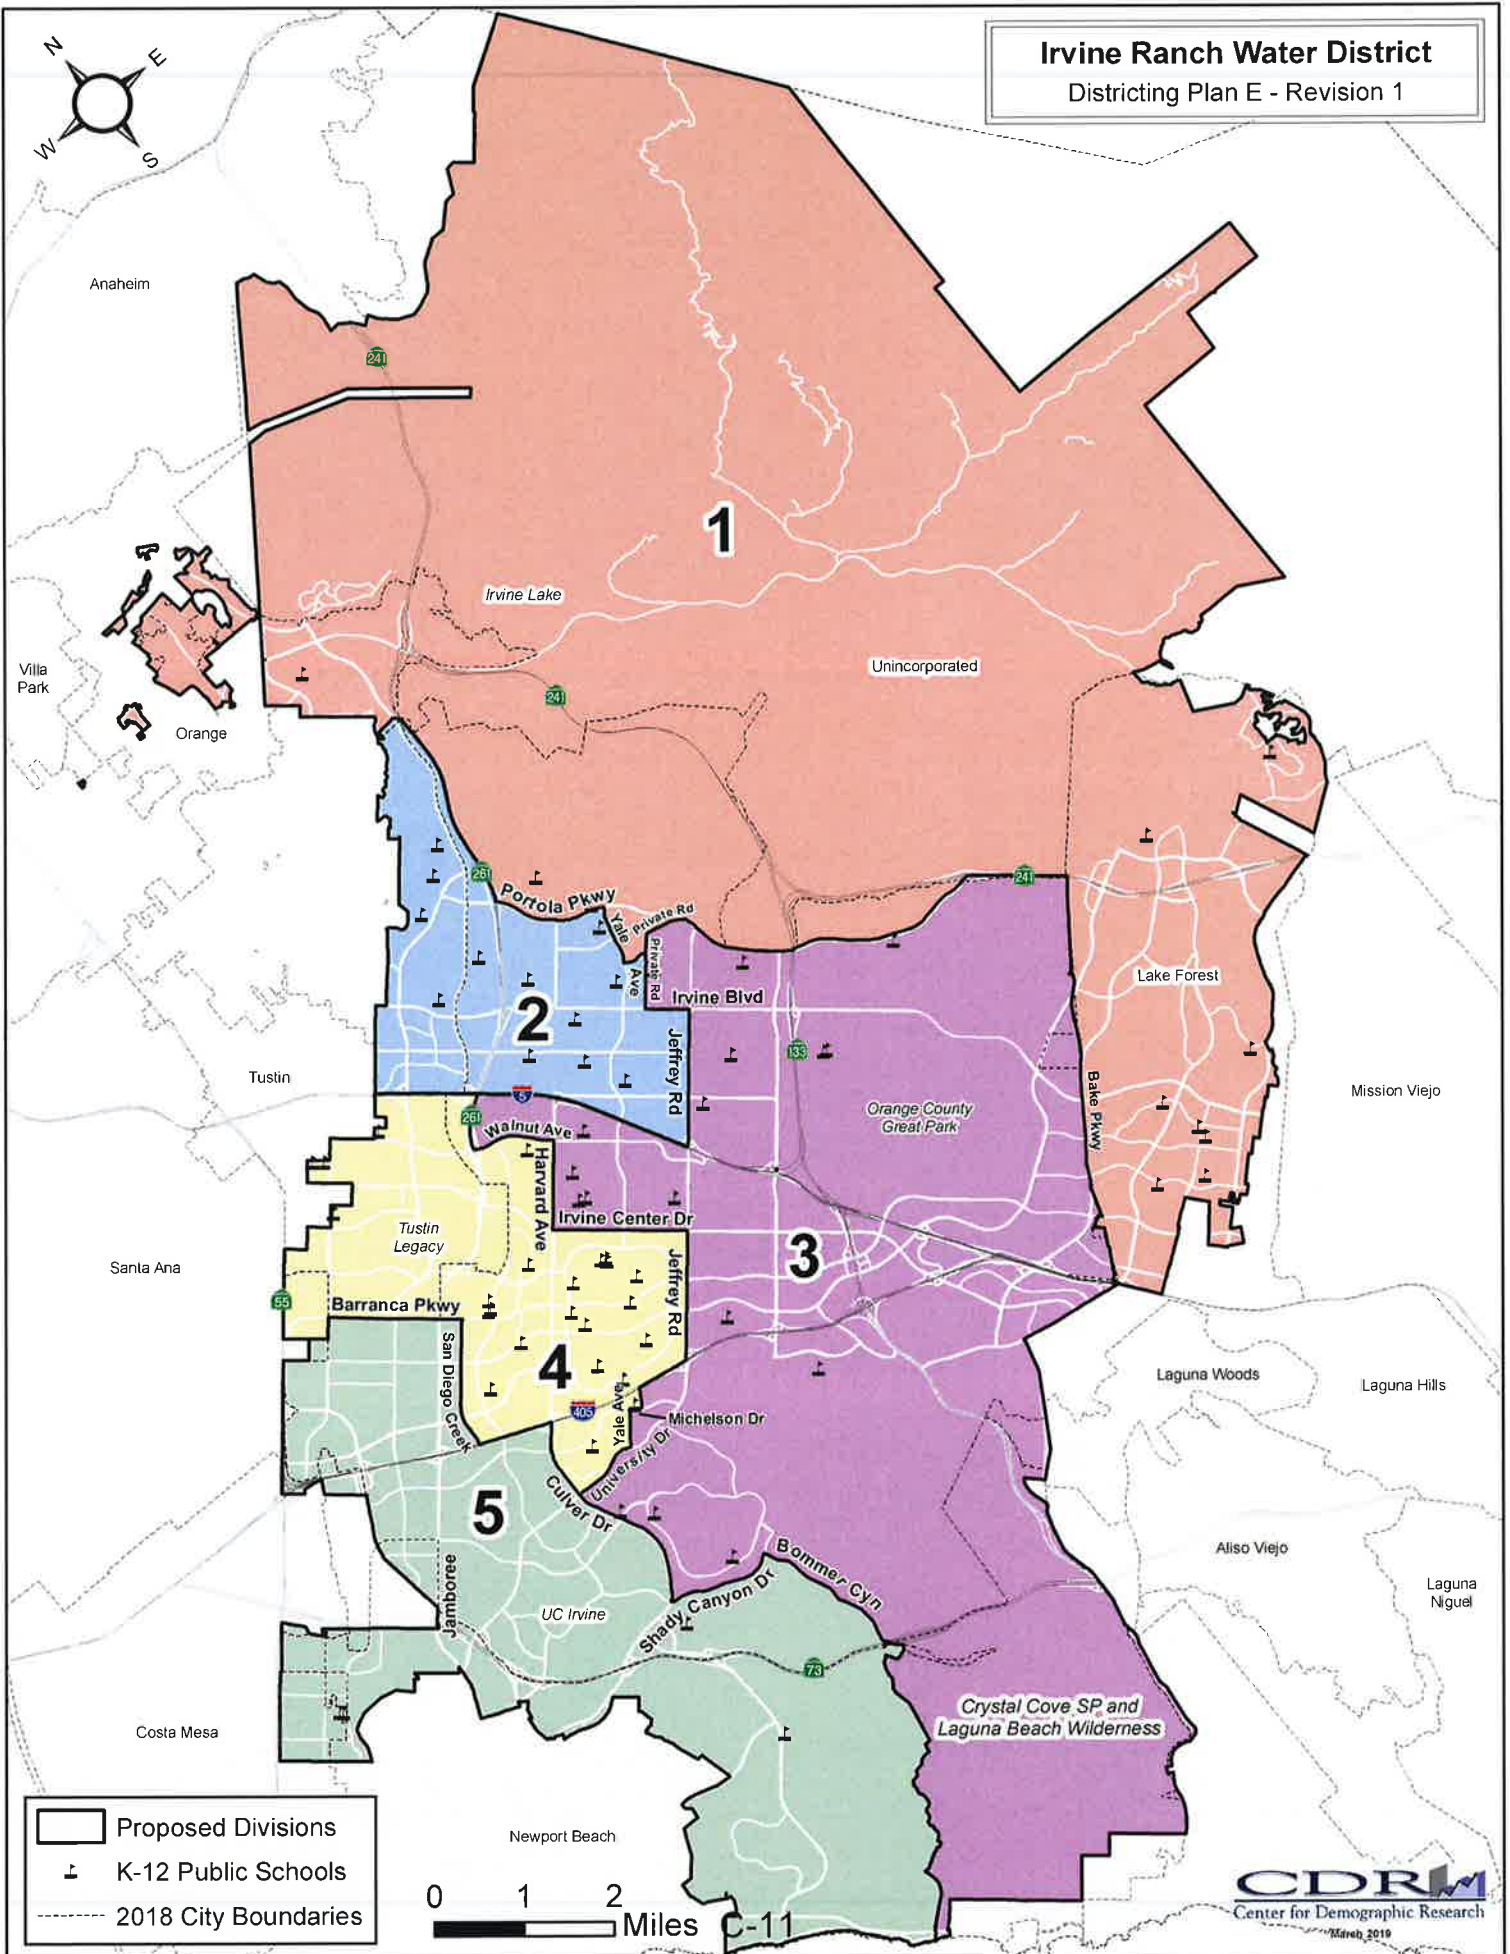 Irvine Ranch Water District
Districting Plan E - Revision 1
N
E
W
S
Anaheim
241
1
Irvine Lake
Unincorporated
Villa
Park
Orange
241
261
Portola Pkwy
Yale
Ave
Private Rd
Private Rd
241
Irvine Blvd
Lake Forest
2
Jeffrey Rd
133
Tustin
5
Orange County
Great Park
Bake Pkwy
Mission Viejo
261
Walnut Ave
Harvard Ave
Irvine Center Dr
Tustin
Legacy
3
Santa Ana
Jeffrey Rd
55
Barranca Pkwy
San Diego Creek
4
Laguna Woods
Laguna Hills
405
Yale Ave
Michelson Dr
University Dr
5
Culver Dr
Aliso Viejo
Bommer Cyn
Laguna
Niguel
Jamboree
UC Irvine
Shady Canyon Dr
73
Costa Mesa
Crystal Cove SP and
Laguna Beach Wilderness
Proposed Divisions
K-12 Public Schools
2018 City Boundaries
Newport Beach
0 1 2
Miles
C-11
CDR
Center for Demographic Research
March 2019